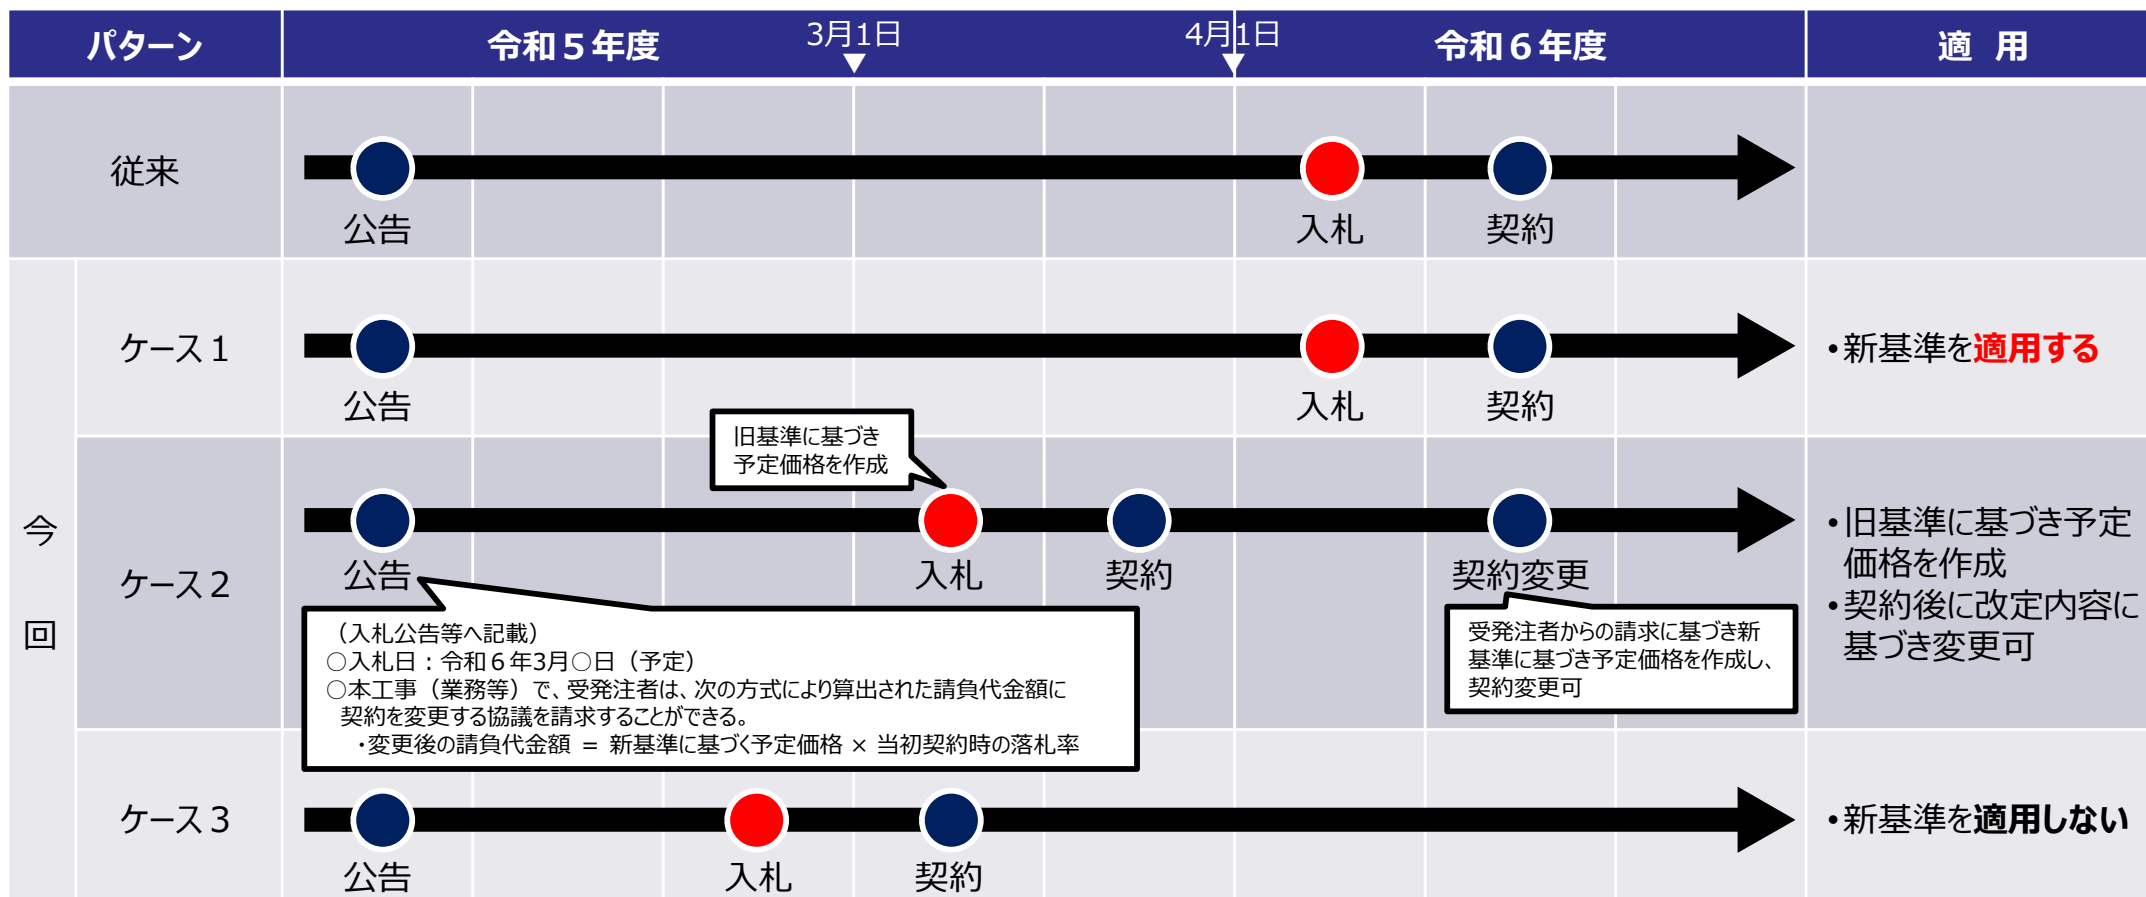 パターン
令和５年度
3月1日
▼
4月1日
▼
令和６年度
適　用
従来
公告
入札
契約
今
回
ケース１
公告
入札
契約
・新基準を適用する
ケース２
旧基準に基づき
予定価格を作成
公告
入札
契約
契約変更
（入札公告等へ記載）
○入札日：令和６年3月○日（予定）
○本工事（業務等）で、受発注者は、次の方式により算出された請負代金額に
契約を変更する協議を請求することができる。
・変更後の請負代金額 ＝ 新基準に基づく予定価格 × 当初契約時の落札率
受発注者からの請求に基づき新
基準に基づき予定価格を作成し、
契約変更可
・旧基準に基づき予定
価格を作成
・契約後に改定内容に
基づき変更可
ケース３
公告
入札
契約
・新基準を適用しない